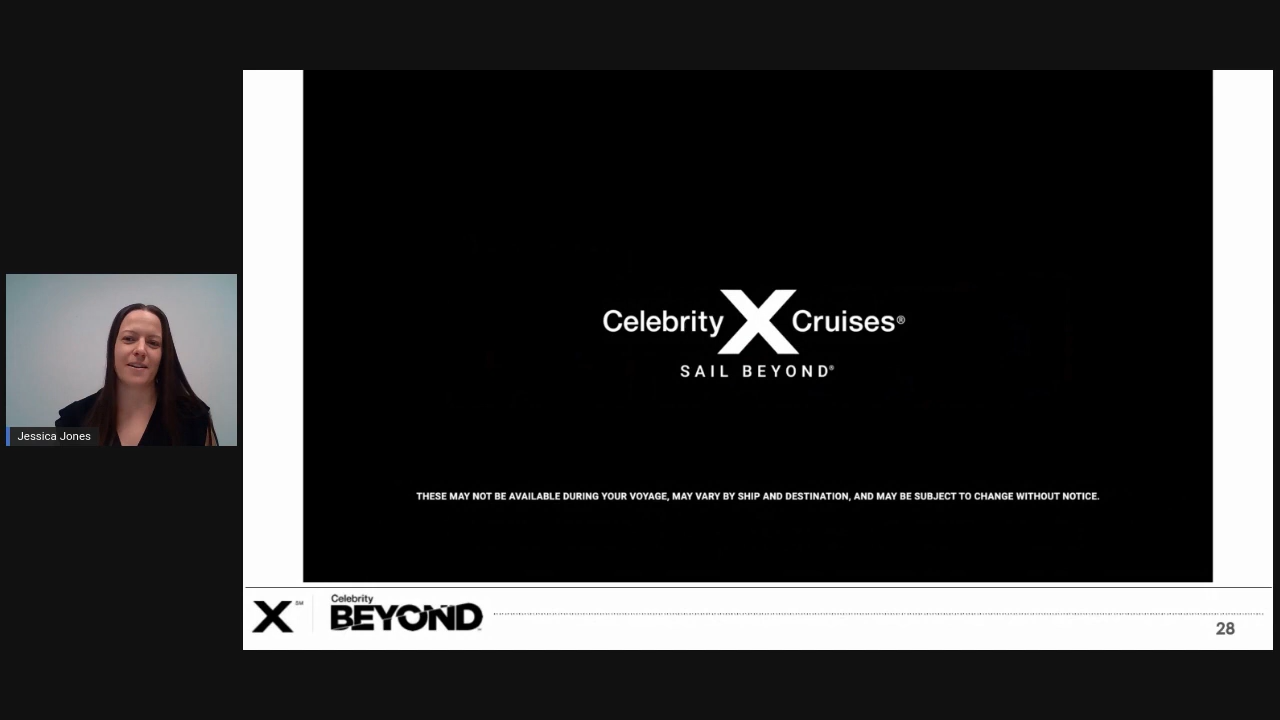 Celebrity X Cruises®
SAIL BEYOND®
THESE MAY NOT BE AVAILABLE DURING YOUR VOYAGE, MAY VARY BY SHIP AND DESTINATION, AND MAY BE SUBJECT TO CHANGE WITHOUT NOTICE.
Jessica Jones
X SM
Celebrity
BEYOND
28